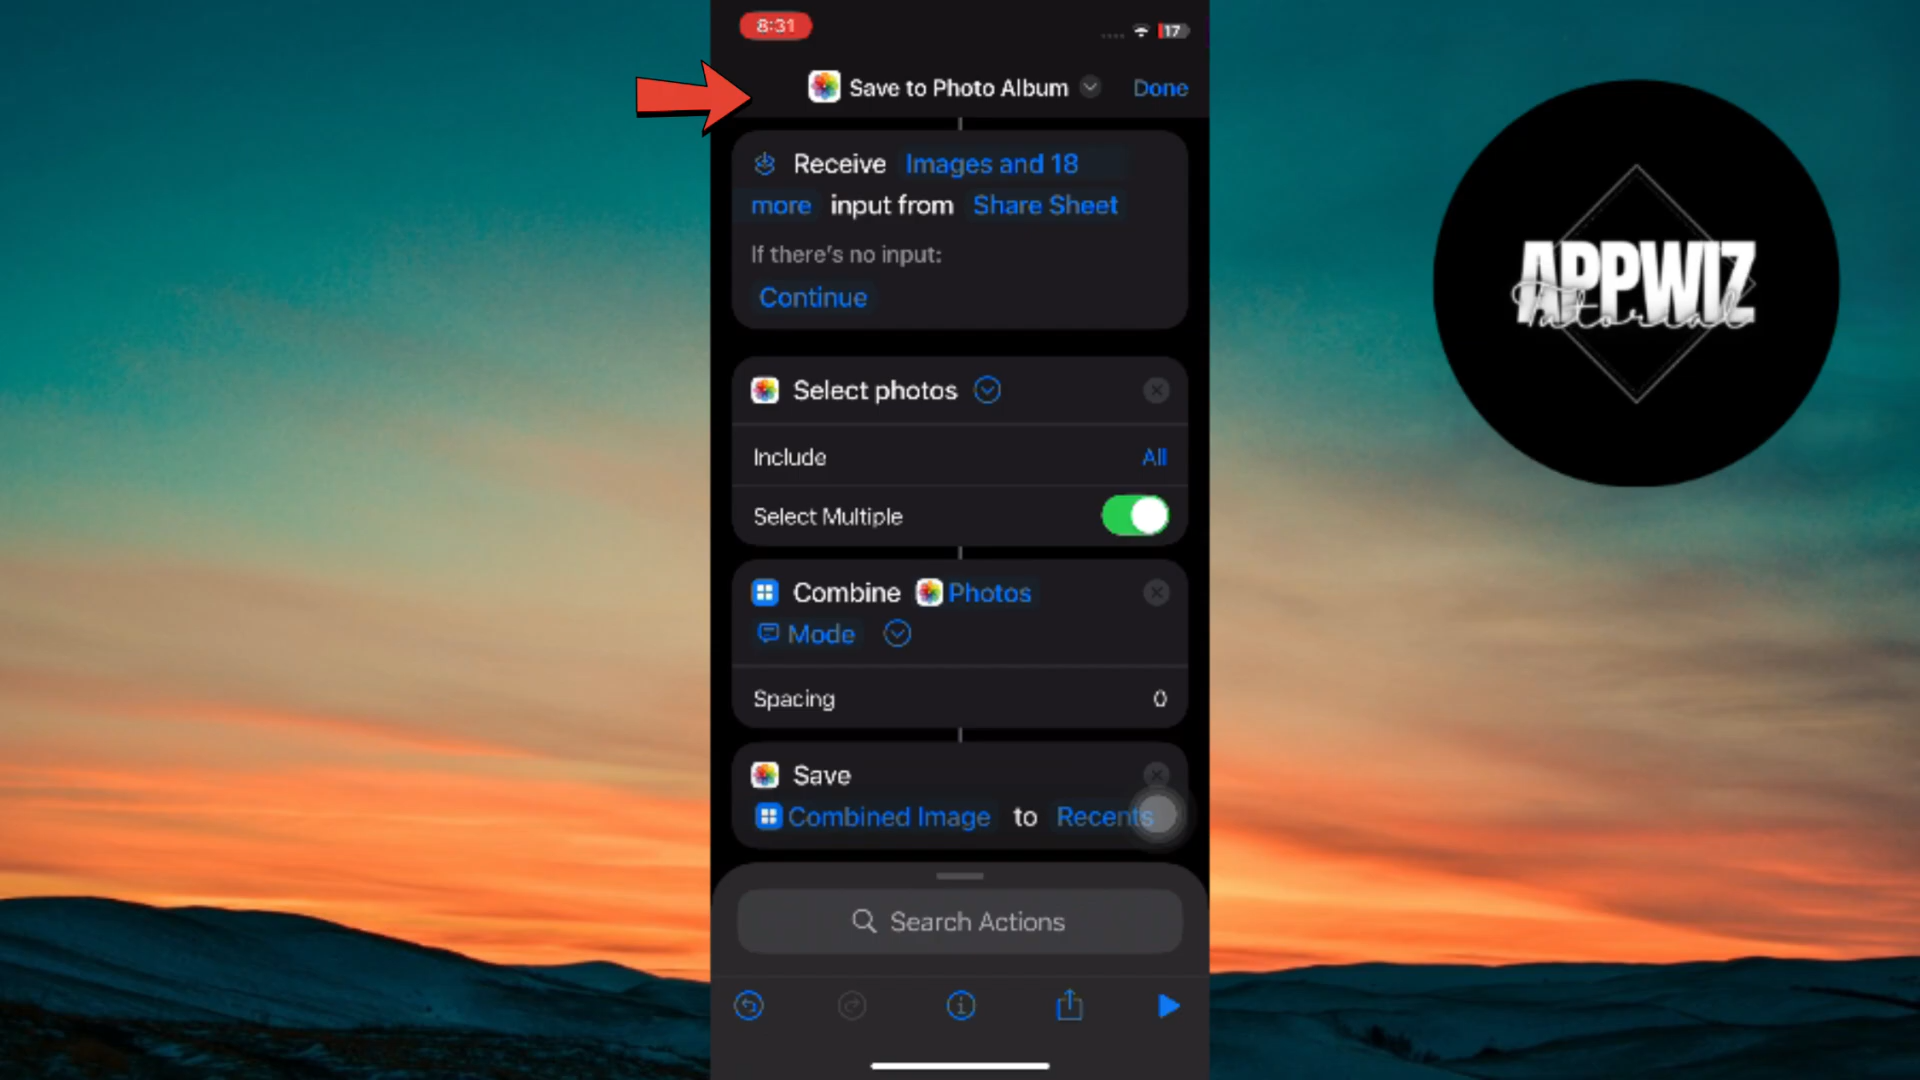 8:31
17
Save to Photo Album
Done
Receive Images and 18
more input from Share Sheet
If there's no input:
Continue
Select photos
Include All
Select Multiple
Combine Photos
Mode
Spacing 0
Save
Combined Image to Recents
Search Actions
APPWIZ
Tutorial